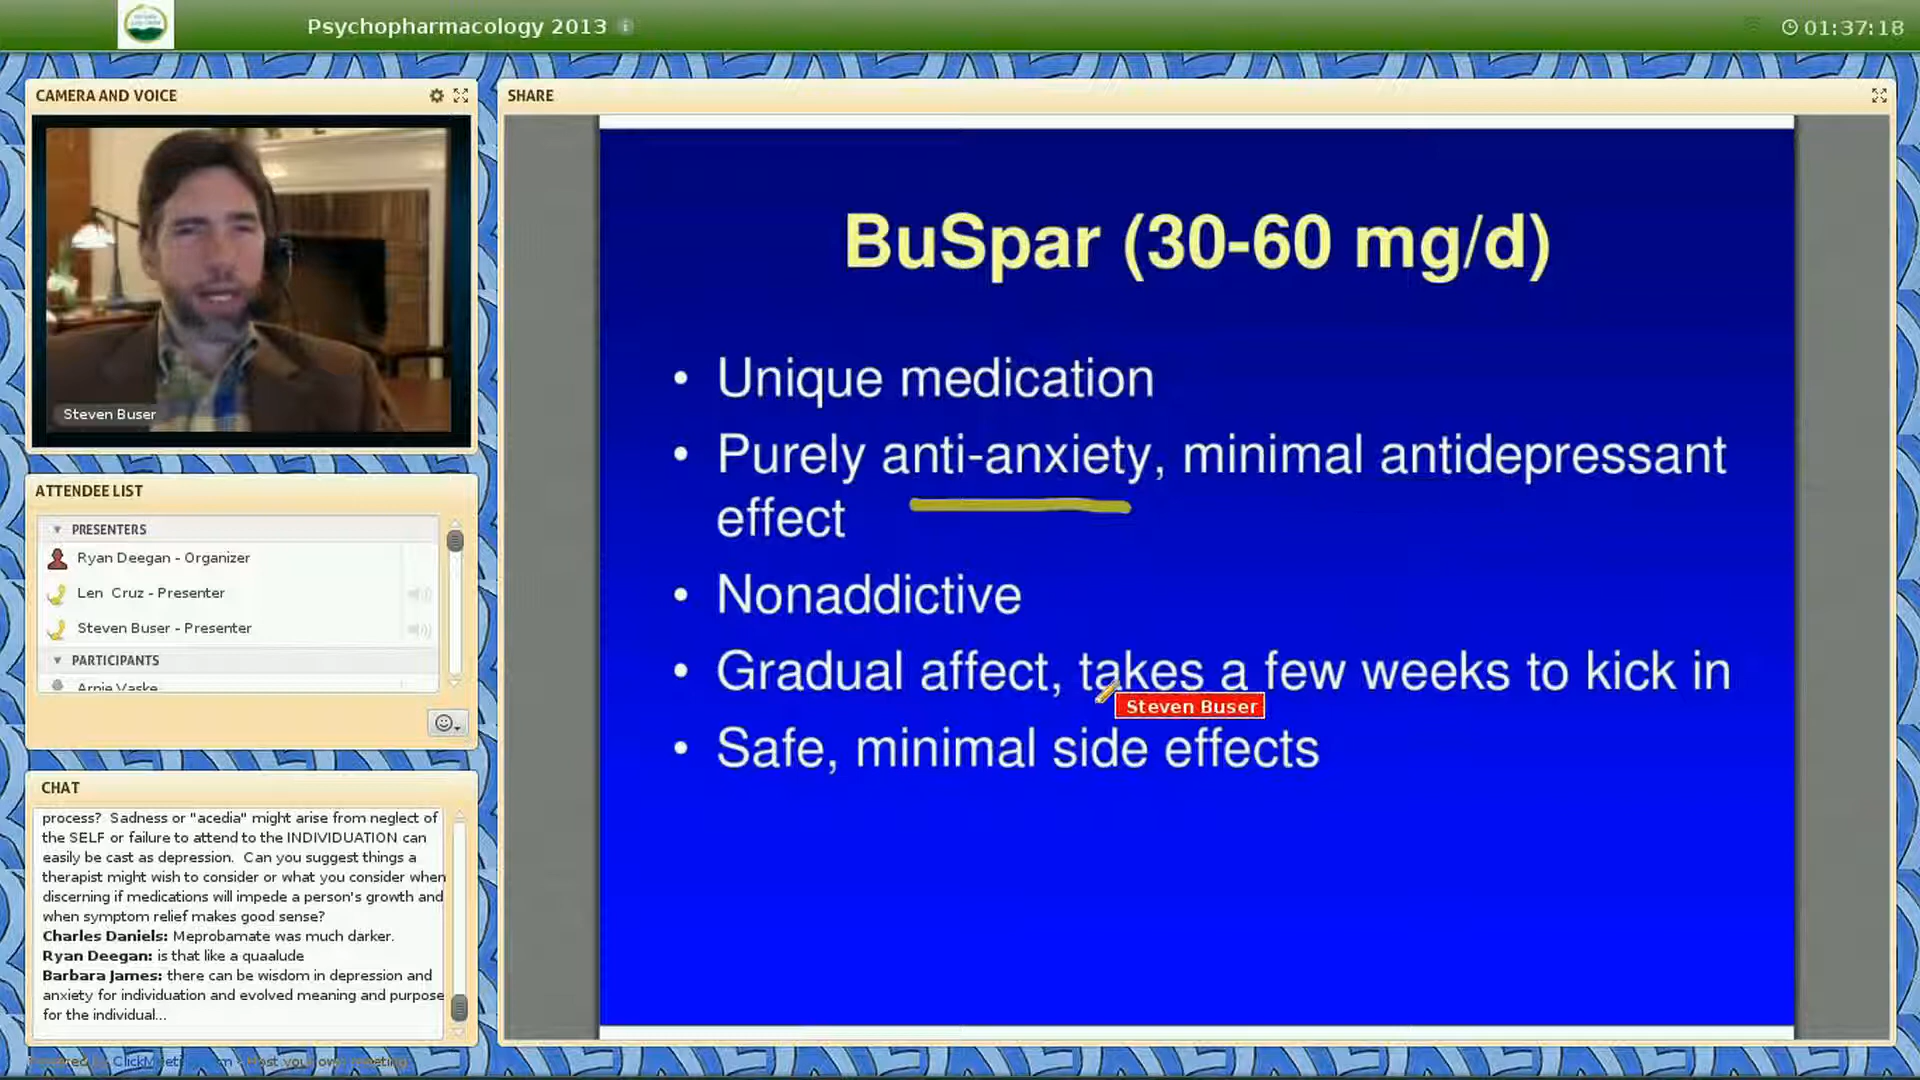 Psychopharmacology 2013
01:37:18
CAMERA AND VOICE
Steven Buser
ATTENDEE LIST
PRESENTERS
Ryan Deegan - Organizer
Len Cruz - Presenter
Steven Buser - Presenter
PARTICIPANTS
Arnie Vaske
CHAT
process? Sadness or "acedia" might arise from neglect of
the SELF or failure to attend to the INDIVIDUATION can
easily be cast as depression. Can you suggest things a
therapist might wish to consider or what you consider when
discerning if medications will impede a person's growth and
when symptom relief makes good sense?
Charles Daniels: Meprobamate was much darker.
Ryan Deegan: is that like a quaalude
Barbara James: there can be wisdom in depression and
anxiety for individuation and evolved meaning and purpose
for the individual...
SHARE
BuSpar (30-60 mg/d)
• Unique medication
• Purely anti-anxiety, minimal antidepressant
effect
• Nonaddictive
• Gradual affect, takes a few weeks to kick in
Steven Buser
• Safe, minimal side effects